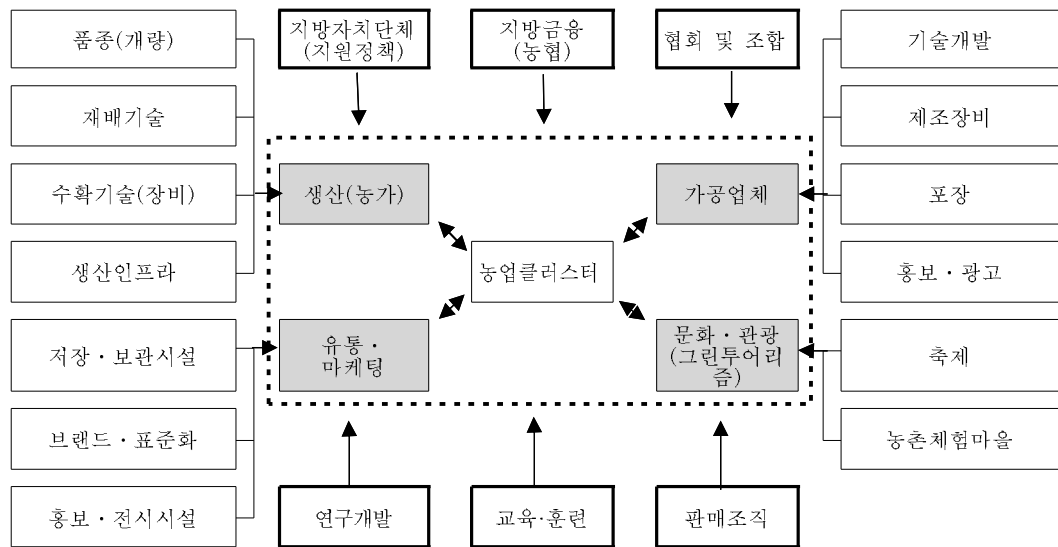 품종(개량)
지방자치단체
(지원정책)
지방금융
(농협)
협회 및 조합
기술개발
재배기술
제조장비
수확기술(장비)
생산(농가)
가공업체
포장
생산인프라
농업클러스터
홍보·광고
저장·보관시설
유통·
마케팅
문화·관광
(그린투어리
즘)
축제
브랜드·표준화
농촌체험마을
홍보·전시시설
연구개발
교육·훈련
판매조직